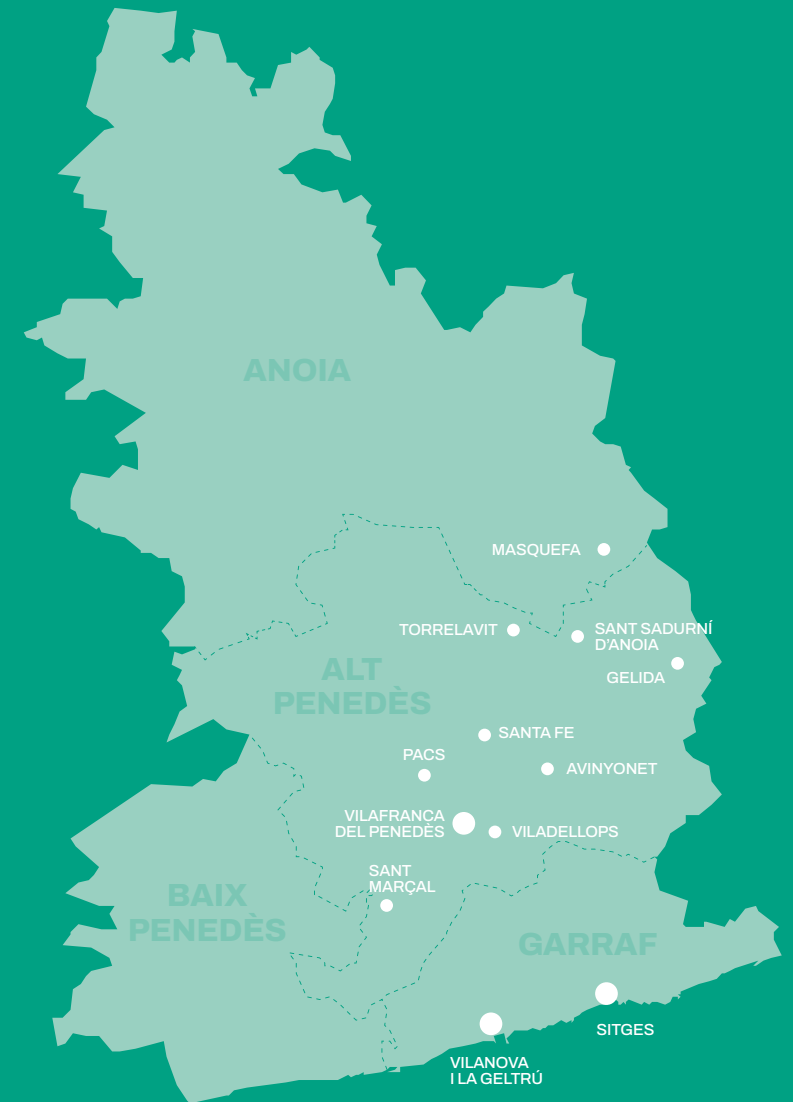 ANOIA
MASQUEFA
TORRELAVIT
SANT SADURNÍ
D'ANOIA
GELIDA
ALT
PENEDÈS
SANTA FE
PACS
AVINYONET
VILAFRANCA
DEL PENEDÈS
VILADELLOPS
SANT
MARÇAL
BAIX
PENEDÈS
GARRAF
SITGES
VILANOVA
I LA GELTRÚ